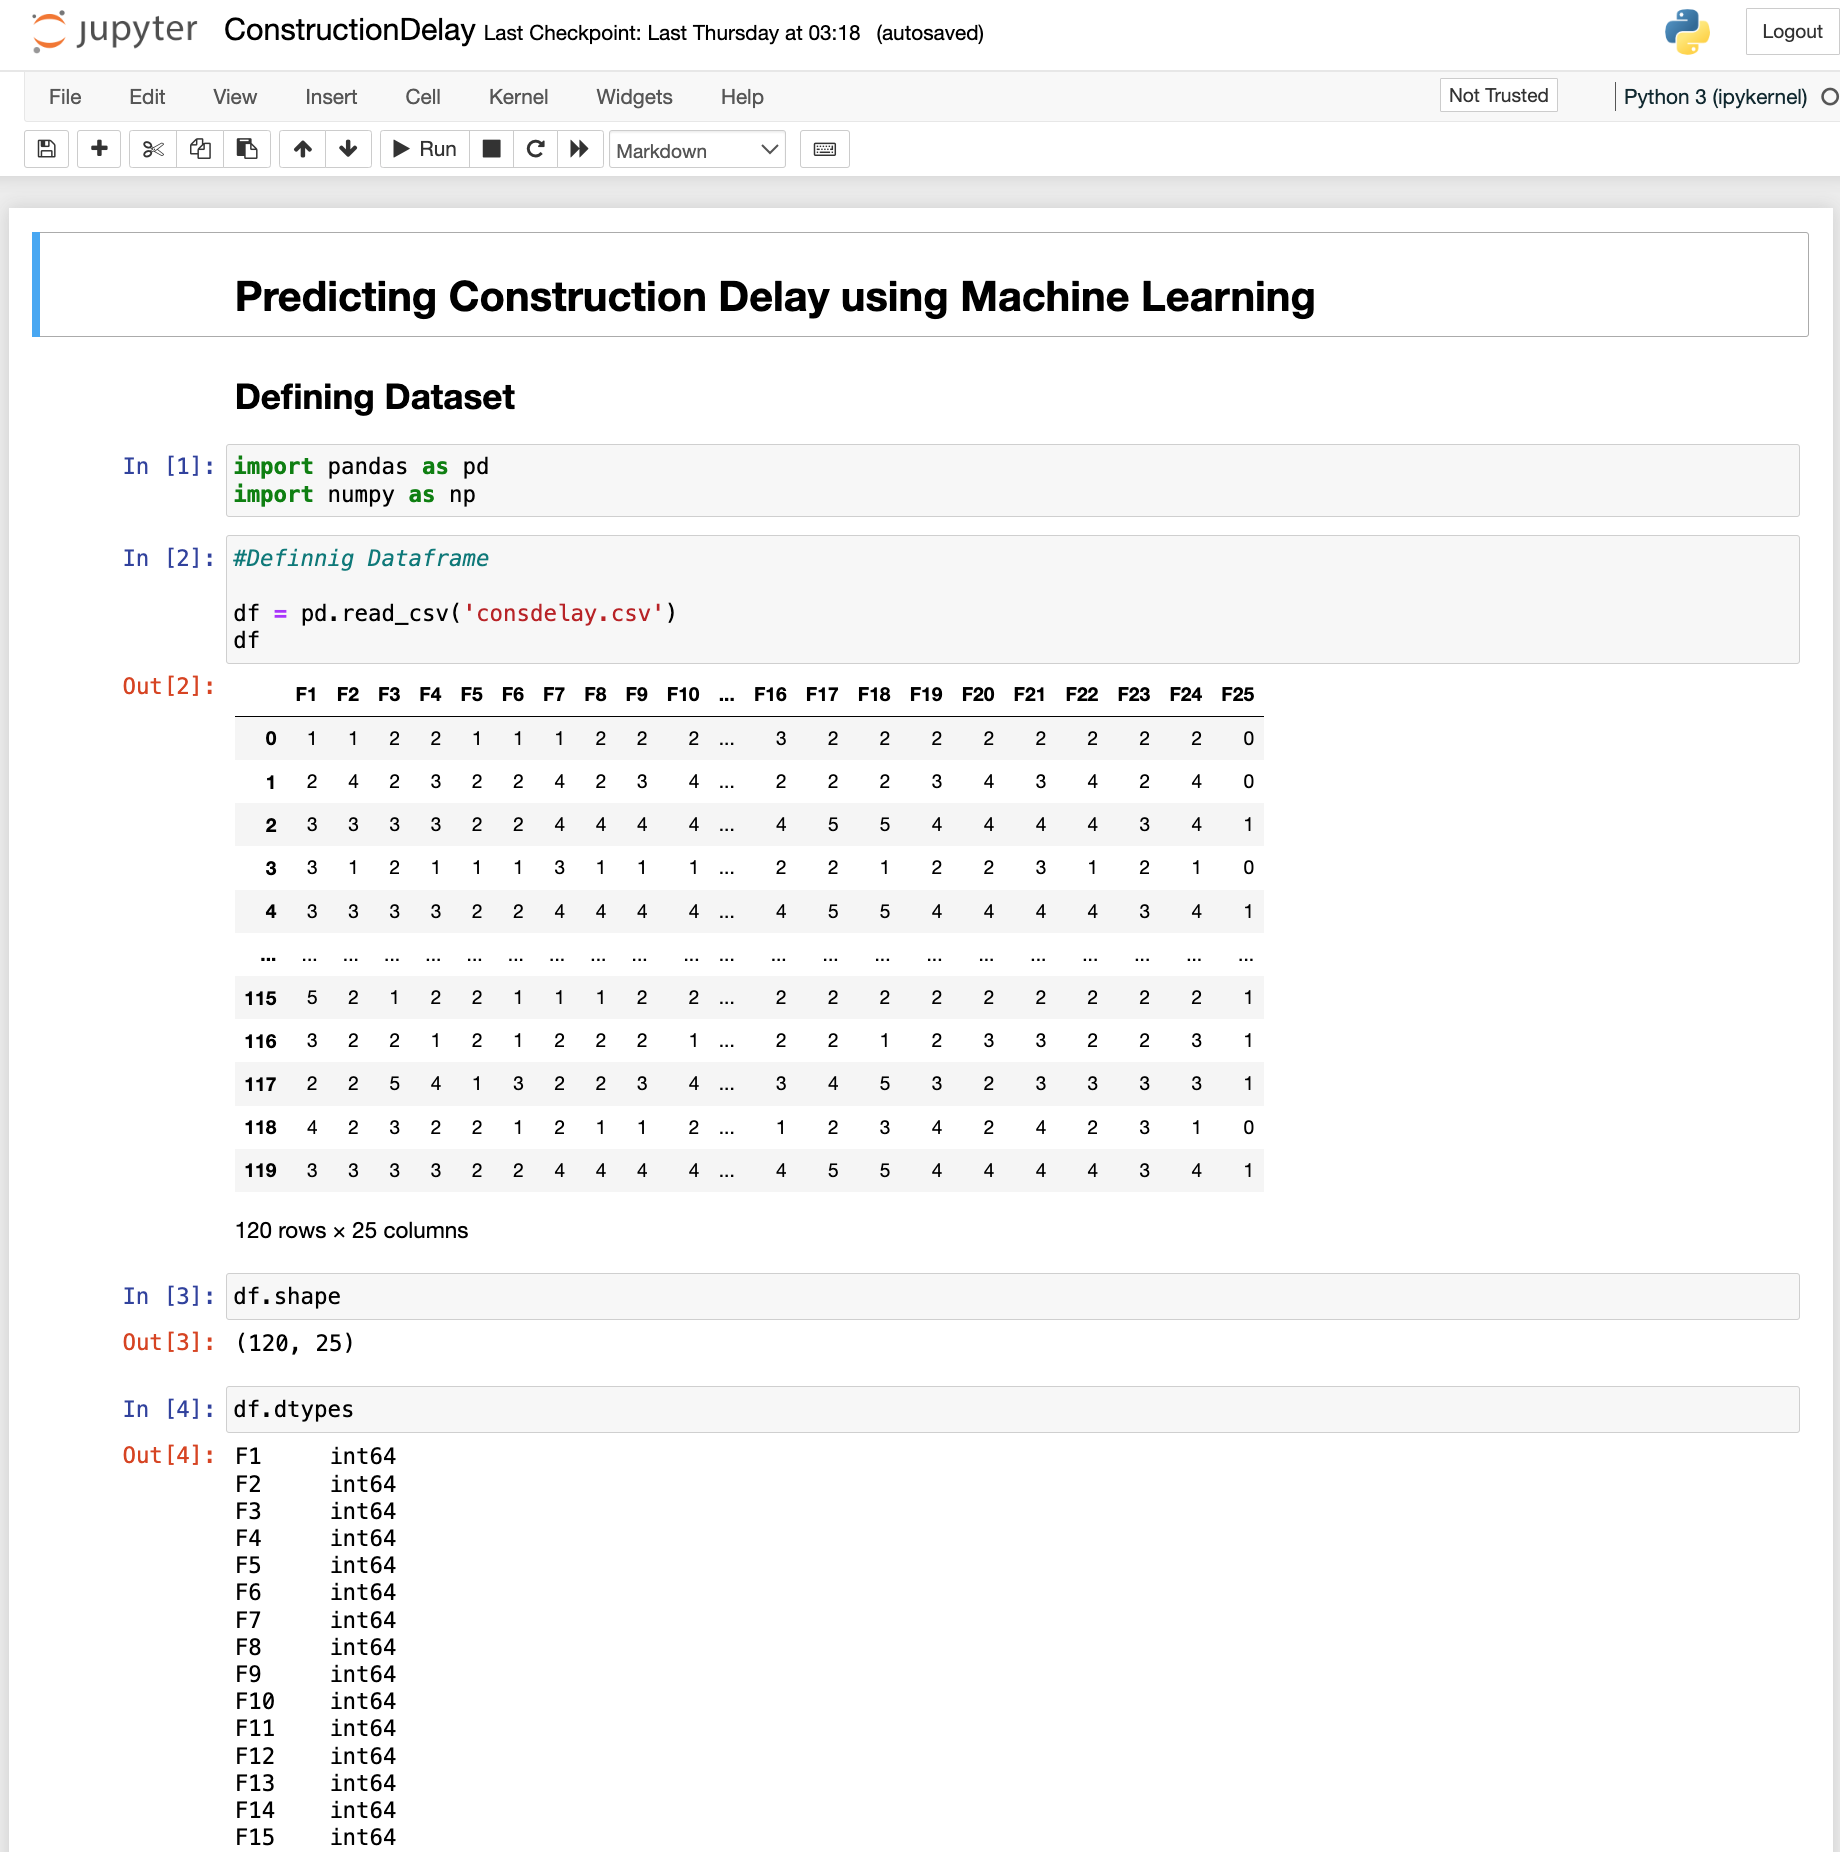 jupyter ConstructionDelay Last Checkpoint: Last Thursday at 03:18 (autosaved) Logout
File Edit View Insert Cell Kernel Widgets Help Not Trusted Python 3 (ipykernel)
Run Markdown
Predicting Construction Delay using Machine Learning
Defining Dataset
In [1]: import pandas as pd
import numpy as np
In [2]: #Definnig Dataframe
df = pd.read_csv('consdelay.csv')
df
Out[2]: F1 F2 F3 F4 F5 F6 F7 F8 F9 F10 ... F16 F17 F18 F19 F20 F21 F22 F23 F24 F25
0 1 1 2 2 1 1 1 2 2 2 ... 3 2 2 2 2 2 2 2 2 0
1 2 4 2 3 2 2 4 2 3 4 ... 2 2 2 3 4 3 4 2 4 0
2 3 3 3 3 2 2 4 4 4 4 ... 4 5 5 4 4 4 4 3 4 1
3 3 1 2 1 1 1 3 1 1 1 ... 2 2 1 2 2 3 1 2 1 0
4 3 3 3 3 2 2 4 4 4 4 ... 4 5 5 4 4 4 4 3 4 1
... ... ... ... ... ... ... ... ... ... ... ... ... ... ... ... ... ... ... ... ... ...
115 5 2 1 2 2 1 1 1 2 2 ... 2 2 2 2 2 2 2 2 2 1
116 3 2 2 1 2 1 2 2 2 1 ... 2 2 1 2 3 3 2 2 3 1
117 2 2 5 4 1 3 2 2 3 4 ... 3 4 5 3 2 3 3 3 3 1
118 4 2 3 2 2 1 2 1 1 2 ... 1 2 3 4 2 4 2 3 1 0
119 3 3 3 3 2 2 4 4 4 4 ... 4 5 5 4 4 4 4 3 4 1
120 rows × 25 columns
In [3]: df.shape
Out[3]: (120, 25)
In [4]: df.dtypes
Out[4]: F1 int64
F2 int64
F3 int64
F4 int64
F5 int64
F6 int64
F7 int64
F8 int64
F9 int64
F10 int64
F11 int64
F12 int64
F13 int64
F14 int64
F15 int64